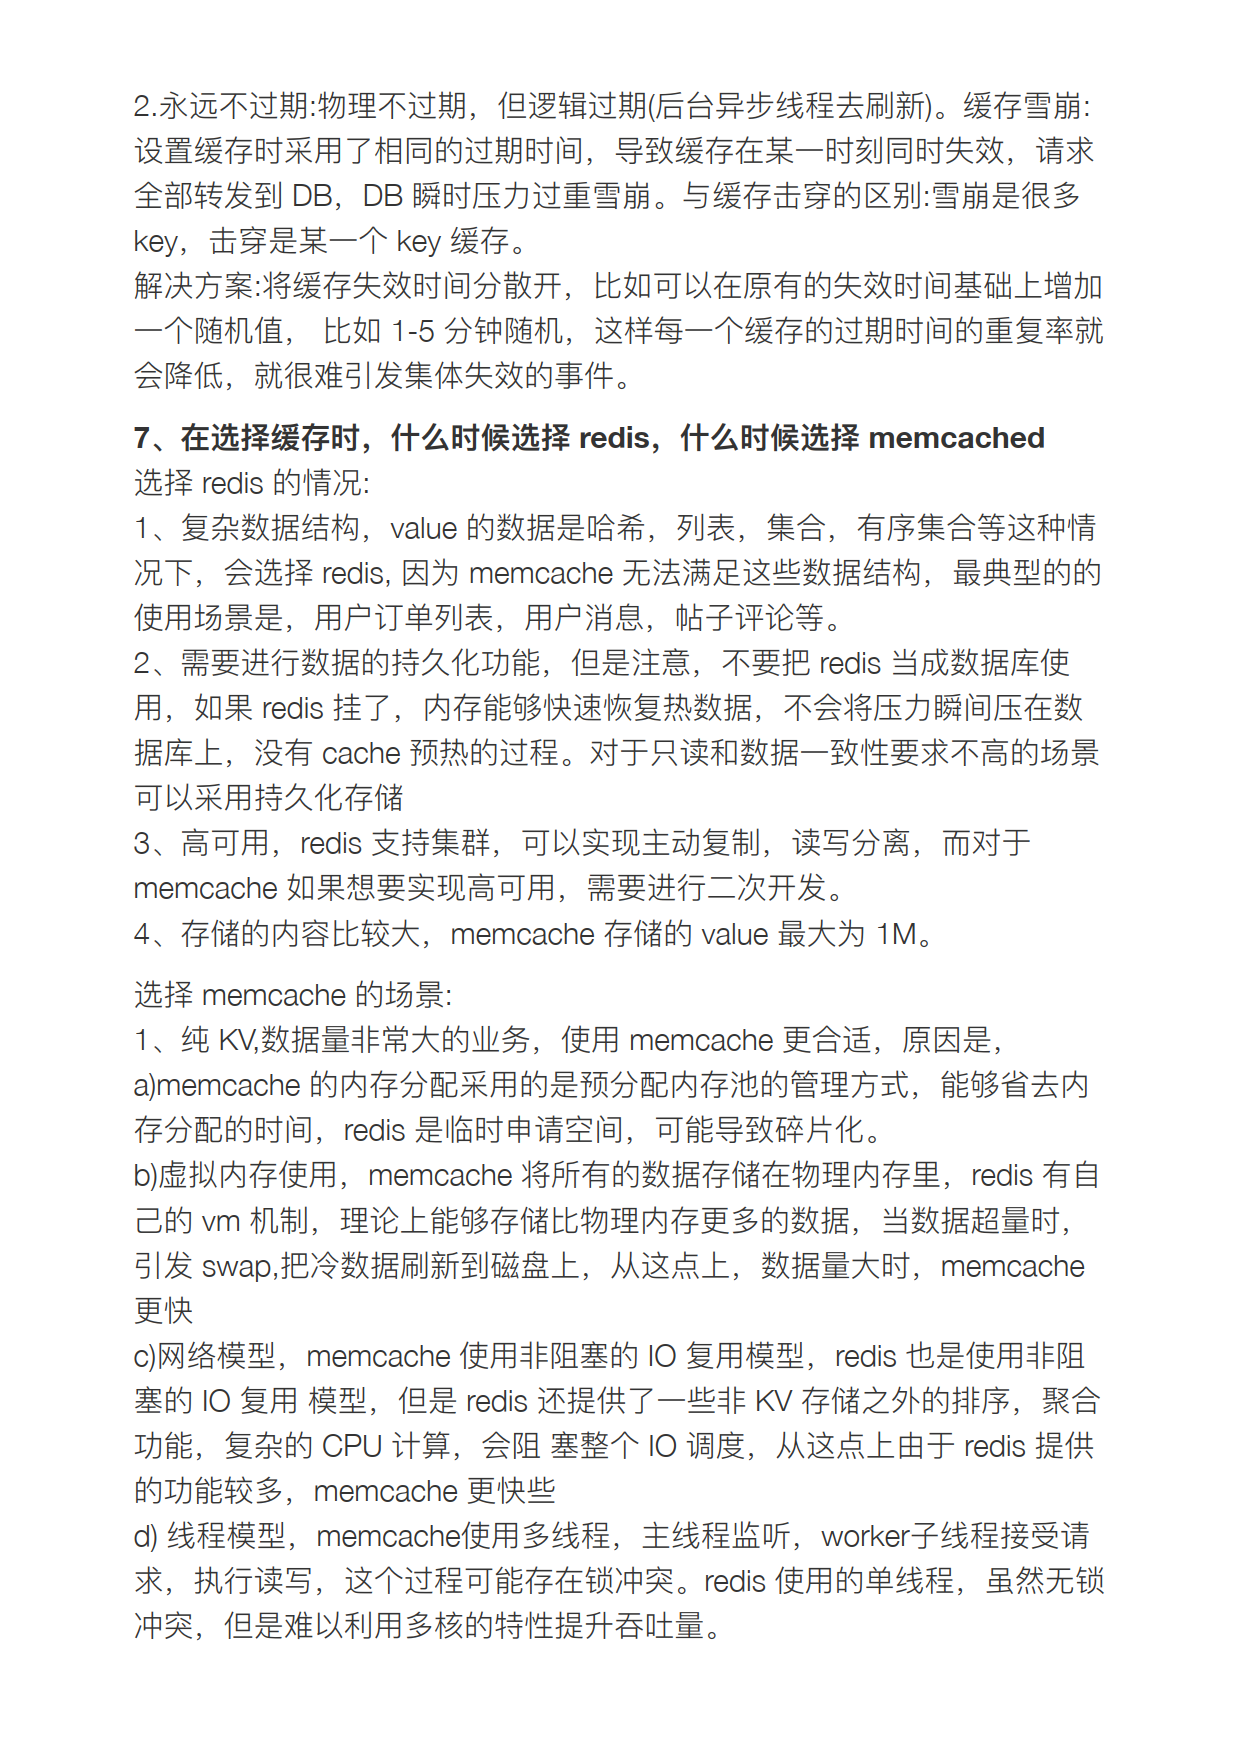 2.永远不过期:物理不过期，但逻辑过期(后台异步线程去刷新)。缓存雪崩:
设置缓存时采用了相同的过期时间，导致缓存在某一时刻同时失效，请求
全部转发到 DB，DB 瞬时压力过重雪崩。与缓存击穿的区别:雪崩是很多
key，击穿是某一个 key 缓存。
解决方案:将缓存失效时间分散开，比如可以在原有的失效时间基础上增加
一个随机值， 比如 1-5 分钟随机，这样每一个缓存的过期时间的重复率就
会降低，就很难引发集体失效的事件。
7、在选择缓存时，什么时候选择 redis，什么时候选择 memcached
选择 redis 的情况:
1、复杂数据结构，value 的数据是哈希，列表，集合，有序集合等这种情
况下，会选择 redis, 因为 memcache 无法满足这些数据结构，最典型的的
使用场景是，用户订单列表，用户消息，帖子评论等。
2、需要进行数据的持久化功能，但是注意，不要把 redis 当成数据库使
用，如果 redis 挂了，内存能够快速恢复热数据，不会将压力瞬间压在数
据库上，没有 cache 预热的过程。对于只读和数据一致性要求不高的场景
可以采用持久化存储
3、高可用，redis 支持集群，可以实现主动复制，读写分离，而对于
memcache 如果想要实现高可用，需要进行二次开发。
4、存储的内容比较大，memcache 存储的 value 最大为 1M。
选择 memcache 的场景:
1、纯 KV,数据量非常大的业务，使用 memcache 更合适，原因是，
a)memcache 的内存分配采用的是预分配内存池的管理方式，能够省去内
存分配的时间，redis 是临时申请空间，可能导致碎片化。
b)虚拟内存使用，memcache 将所有的数据存储在物理内存里，redis 有自
己的 vm 机制，理论上能够存储比物理内存更多的数据，当数据超量时，
引发 swap,把冷数据刷新到磁盘上，从这点上，数据量大时，memcache
更快
c)网络模型，memcache 使用非阻塞的 IO 复用模型，redis 也是使用非阻
塞的 IO 复用 模型，但是 redis 还提供了一些非 KV 存储之外的排序，聚合
功能，复杂的 CPU 计算，会阻 塞整个 IO 调度，从这点上由于 redis 提供
的功能较多，memcache 更快些
d) 线程模型，memcache使用多线程，主线程监听，worker子线程接受请
求，执行读写，这个过程可能存在锁冲突。redis 使用的单线程，虽然无锁
冲突，但是难以利用多核的特性提升吞吐量。